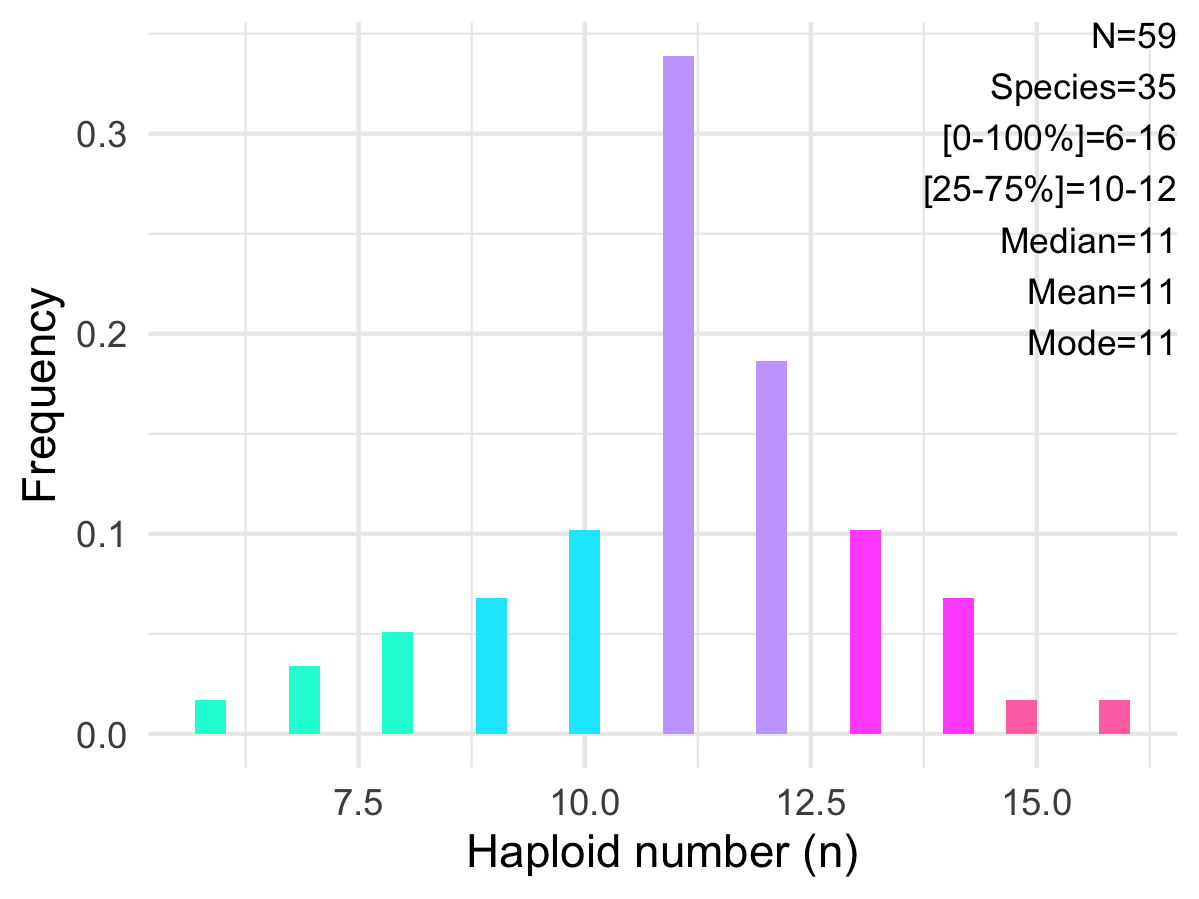 N=59
Species=35
[0-100%]=6-16
[25-75%]=10-12
Median=11
Mean=11
Mode=11
Frequency
0.3
0.2
0.1
0.0
7.5 10.0 12.5 15.0
Haploid number (n)